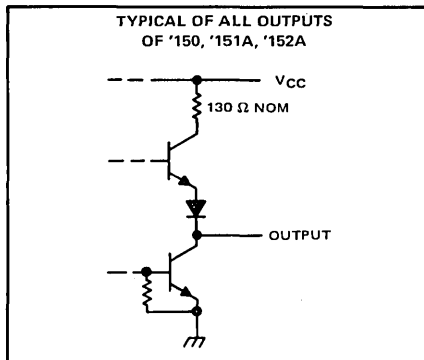 TYPICAL OF ALL OUTPUTS
OF '150, '151A, '152A
VCC
130 Ω NOM
OUTPUT